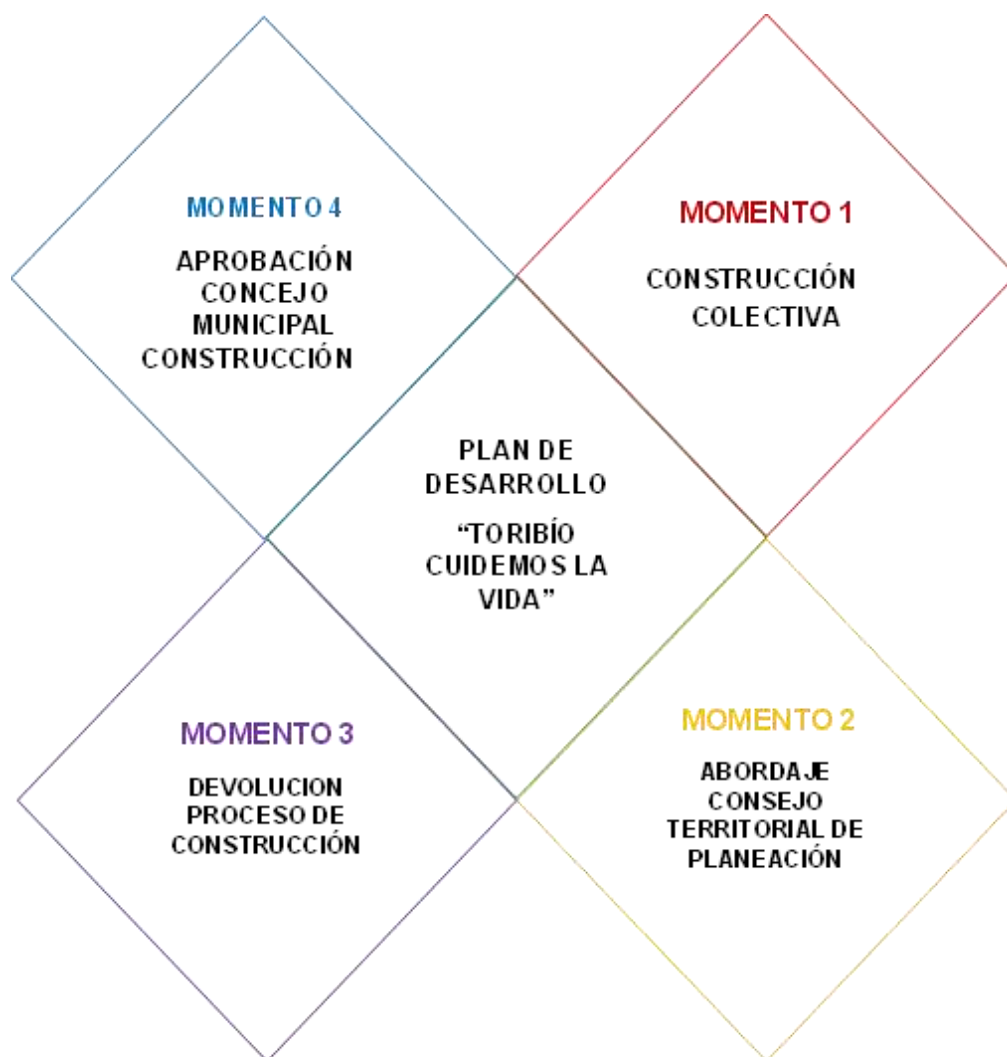 MOMENTO 4
APROBACIÓN
CONCEJO
MUNICIPAL
CONSTRUCCIÓN
MOMENTO 1
CONSTRUCCIÓN
COLECTIVA
PLAN DE
DESARROLLO
“TORIBÍO
CUIDEMOS LA
VIDA”
MOMENTO 3
DEVOLUCION
PROCESO DE
CONSTRUCCIÓN
MOMENTO 2
ABORDAJE
CONSEJO
TERRITORIAL DE
PLANEACIÓN